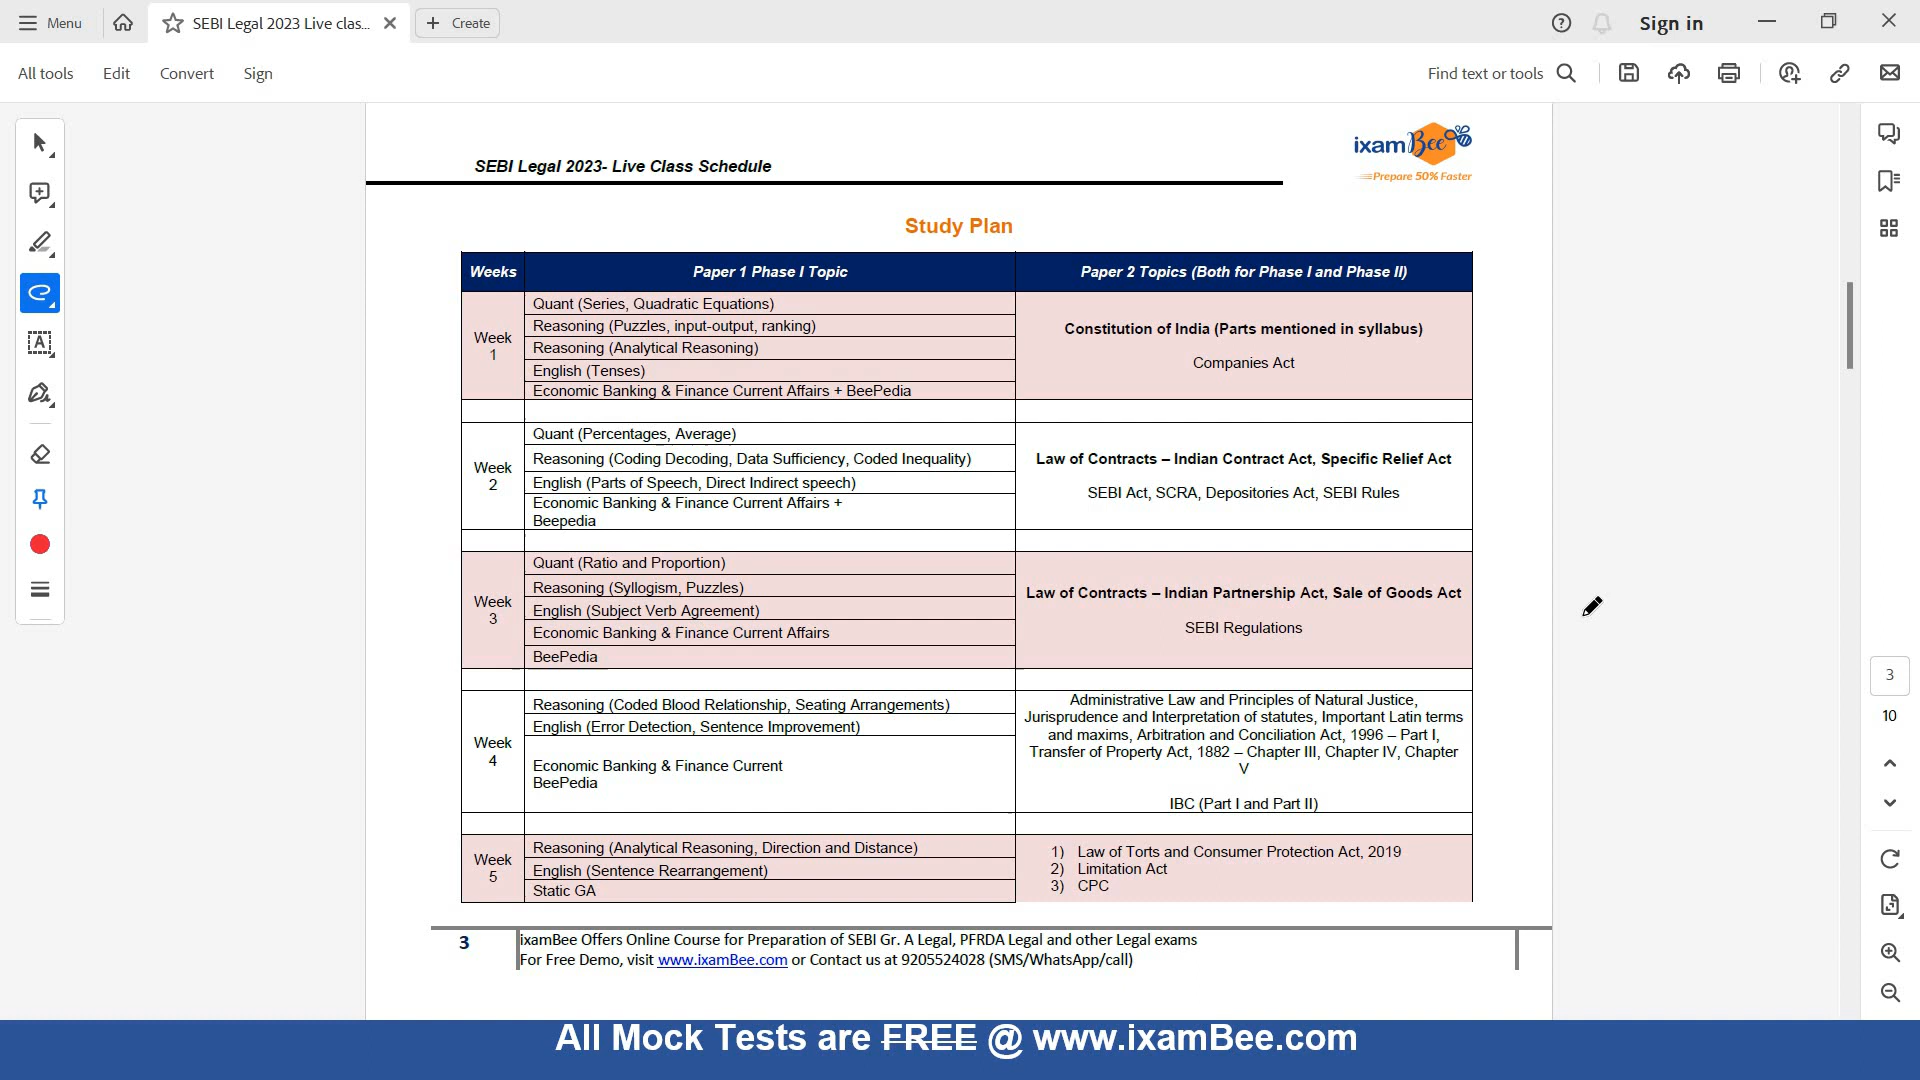 Menu
SEBI Legal 2023 Live clas...
Create
Sign in
All tools
Edit
Convert
Sign
Find text or tools
SEBI Legal 2023- Live Class Schedule
ixamBee
Prepare 50% Faster
Study Plan
Weeks
Paper 1 Phase I Topic
Paper 2 Topics (Both for Phase I and Phase II)
Week
1
Quant (Series, Quadratic Equations)
Reasoning (Puzzles, input-output, ranking)
Reasoning (Analytical Reasoning)
English (Tenses)
Economic Banking & Finance Current Affairs + BeePedia
Constitution of India (Parts mentioned in syllabus)
Companies Act
Week
2
Quant (Percentages, Average)
Reasoning (Coding Decoding, Data Sufficiency, Coded Inequality)
English (Parts of Speech, Direct Indirect speech)
Economic Banking & Finance Current Affairs +
Beepedia
Law of Contracts – Indian Contract Act, Specific Relief Act
SEBI Act, SCRA, Depositories Act, SEBI Rules
Week
3
Quant (Ratio and Proportion)
Reasoning (Syllogism, Puzzles)
English (Subject Verb Agreement)
Economic Banking & Finance Current Affairs
BeePedia
Law of Contracts – Indian Partnership Act, Sale of Goods Act
SEBI Regulations
Week
4
Reasoning (Coded Blood Relationship, Seating Arrangements)
English (Error Detection, Sentence Improvement)
Economic Banking & Finance Current
BeePedia
Administrative Law and Principles of Natural Justice,
Jurisprudence and Interpretation of statutes, Important Latin terms
and maxims, Arbitration and Conciliation Act, 1996 – Part I,
Transfer of Property Act, 1882 – Chapter III, Chapter IV, Chapter
V
IBC (Part I and Part II)
Week
5
Reasoning (Analytical Reasoning, Direction and Distance)
English (Sentence Rearrangement)
Static GA
1) Law of Torts and Consumer Protection Act, 2019
2) Limitation Act
3) CPC
3
ixamBee Offers Online Course for Preparation of SEBI Gr. A Legal, PFRDA Legal and other Legal exams
For Free Demo, visit www.ixamBee.com or Contact us at 9205524028 (SMS/WhatsApp/call)
3
10
All Mock Tests are FREE @ www.ixamBee.com